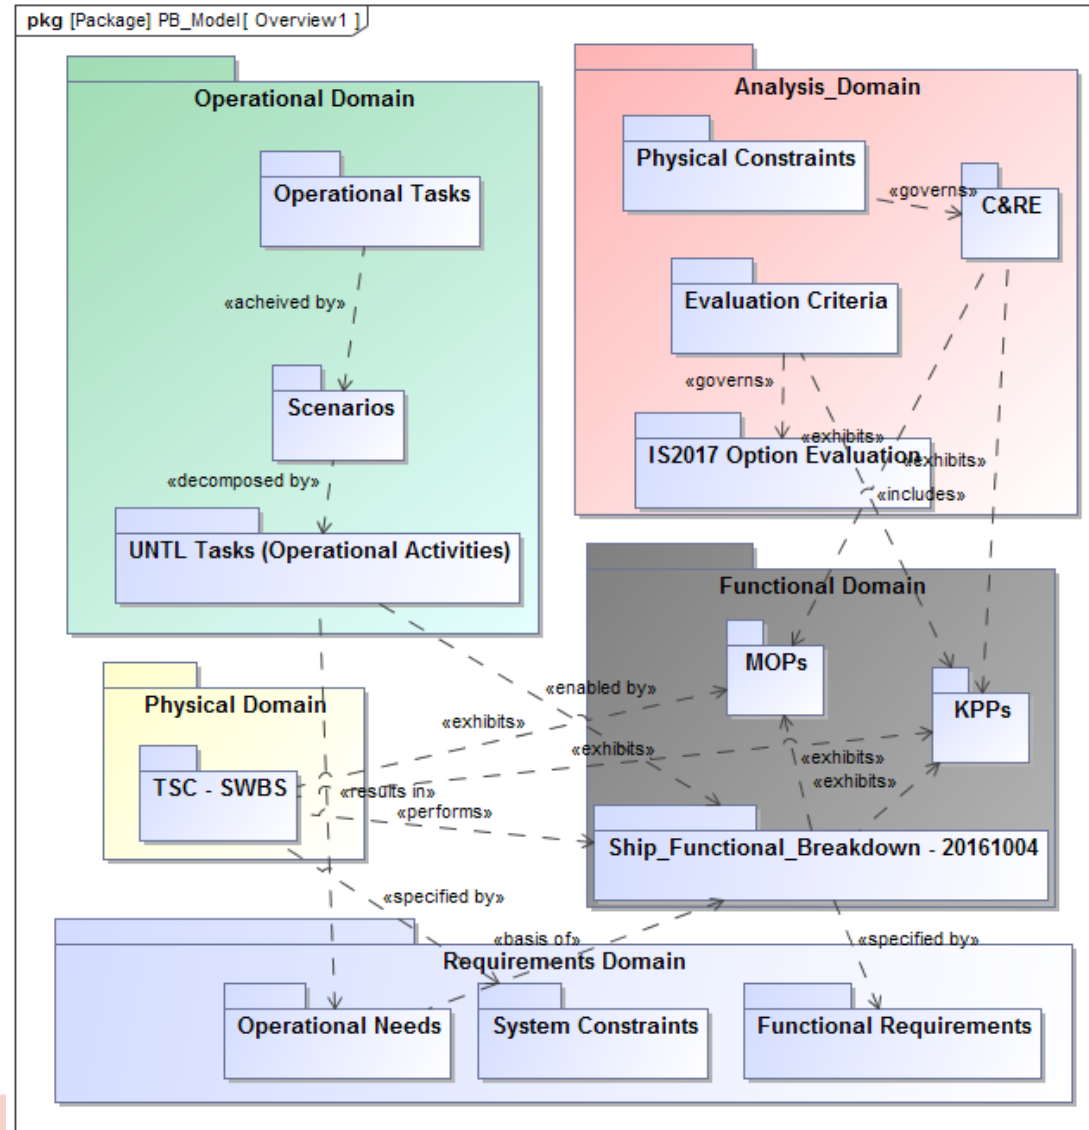 pkg [Package] PB_Model[ Overview1 ]
Operational Domain
Operational Tasks
«acheived by»
Scenarios
«decomposed by»
UNTL Tasks (Operational Activities)
Analysis_Domain
Physical Constraints
«governs»
C&RE
Evaluation Criteria
«governs»
«exhibits»
«exhibits»
IS2017 Option Evaluation
«includes»
Functional Domain
MOPs
KPPs
«enabled by»
«exhibits»
«exhibits»
«exhibits»
«exhibits»
Physical Domain
TSC - SWBS
«results in»
«performs»
Ship_Functional_Breakdown - 20161004
«specified by»
«basis of»
«specified by»
Requirements Domain
Operational Needs
System Constraints
Functional Requirements